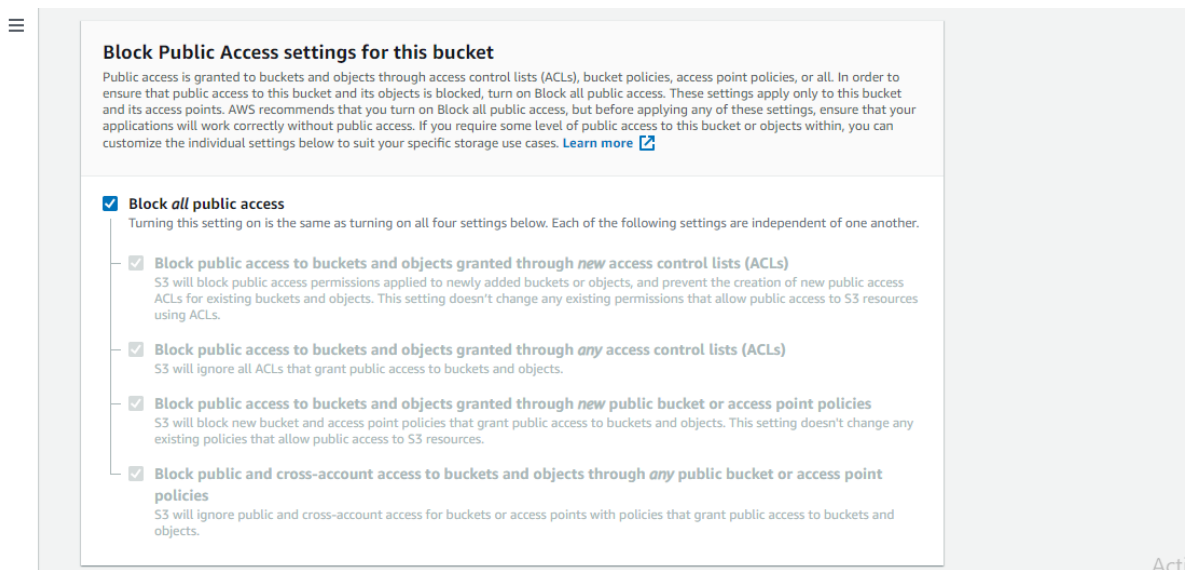 Block Public Access settings for this bucket
Public access is granted to buckets and objects through access control lists (ACLs), bucket policies, access point policies, or all. In order to
ensure that public access to this bucket and its objects is blocked, turn on Block all public access. These settings apply only to this bucket
and its access points. AWS recommends that you turn on Block all public access, but before applying any of these settings, ensure that your
applications will work correctly without public access. If you require some level of public access to this bucket or objects within, you can
customize the individual settings below to suit your specific storage use cases. Learn more
Block all public access
Turning this setting on is the same as turning on all four settings below. Each of the following settings are independent of one another.
Block public access to buckets and objects granted through new access control lists (ACLs)
S3 will block public access permissions applied to newly added buckets or objects, and prevent the creation of new public access
ACLs for existing buckets and objects. This setting doesn't change any existing permissions that allow public access to S3 resources
using ACLs.
Block public access to buckets and objects granted through any access control lists (ACLs)
S3 will ignore all ACLs that grant public access to buckets and objects.
Block public access to buckets and objects granted through new public bucket or access point policies
S3 will block new bucket and access point policies that grant public access to buckets and objects. This setting doesn't change any
existing policies that allow public access to S3 resources.
Block public and cross-account access to buckets and objects through any public bucket or access point
policies
S3 will ignore public and cross-account access for buckets or access points with policies that grant public access to buckets and
objects.